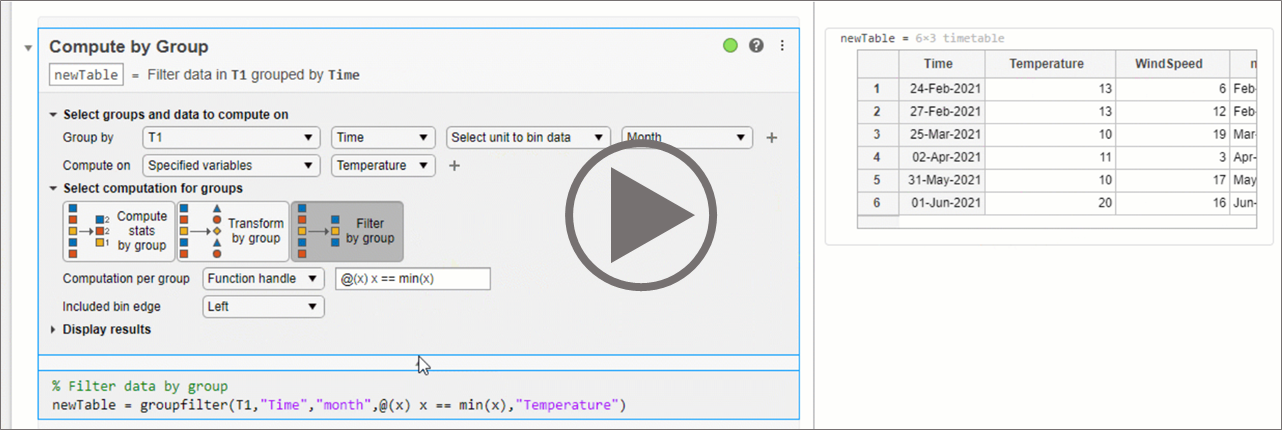 Compute by Group
newTable = Filter data in T1 grouped by Time
Select groups and data to compute on
Group by T1 Time Select unit to bin data Month
Compute on Specified variables Temperature
Select computation for groups
2
2
1
Compute
stats
by group
Transform
by group
Filter
by group
Computation per group Function handle @(x) x == min(x)
Included bin edge Left
Display results
% Filter data by group
newTable = groupfilter(T1,"Time","month",@(x) x == min(x),"Temperature")
newTable = 6×3 timetable
Time Temperature WindSpeed
1 24-Feb-2021 13 6 Feb-
2 27-Feb-2021 13 12 Feb-
3 25-Mar-2021 10 19 Mar-
4 02-Apr-2021 11 3 Apr-
5 31-May-2021 10 17 May
6 01-Jun-2021 20 16 Jun-